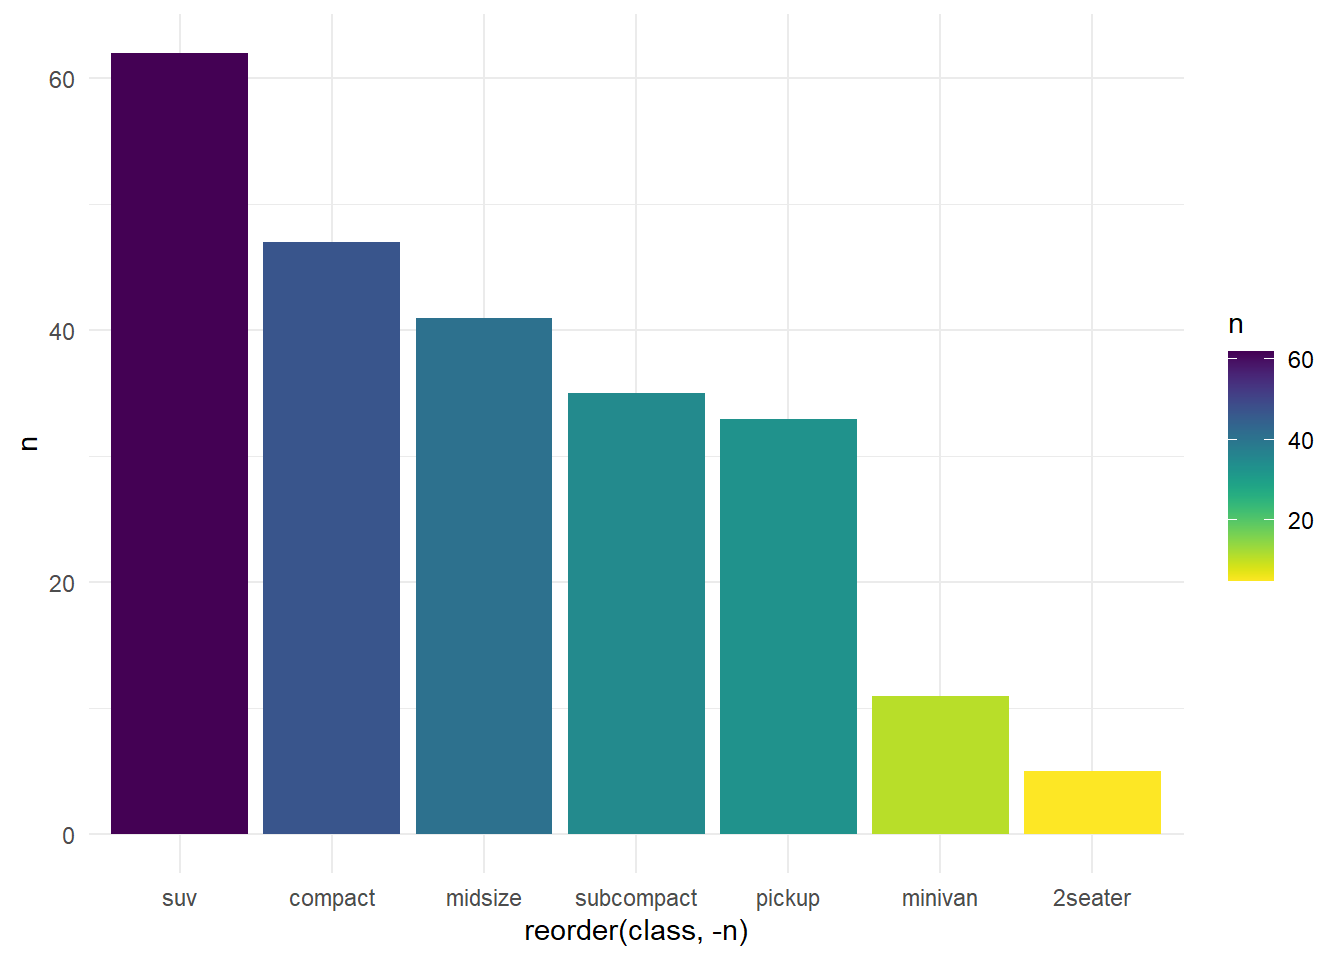 60
40
20
0
n
suv compact midsize subcompact pickup minivan 2seater
reorder(class, -n)
n
60
40
20